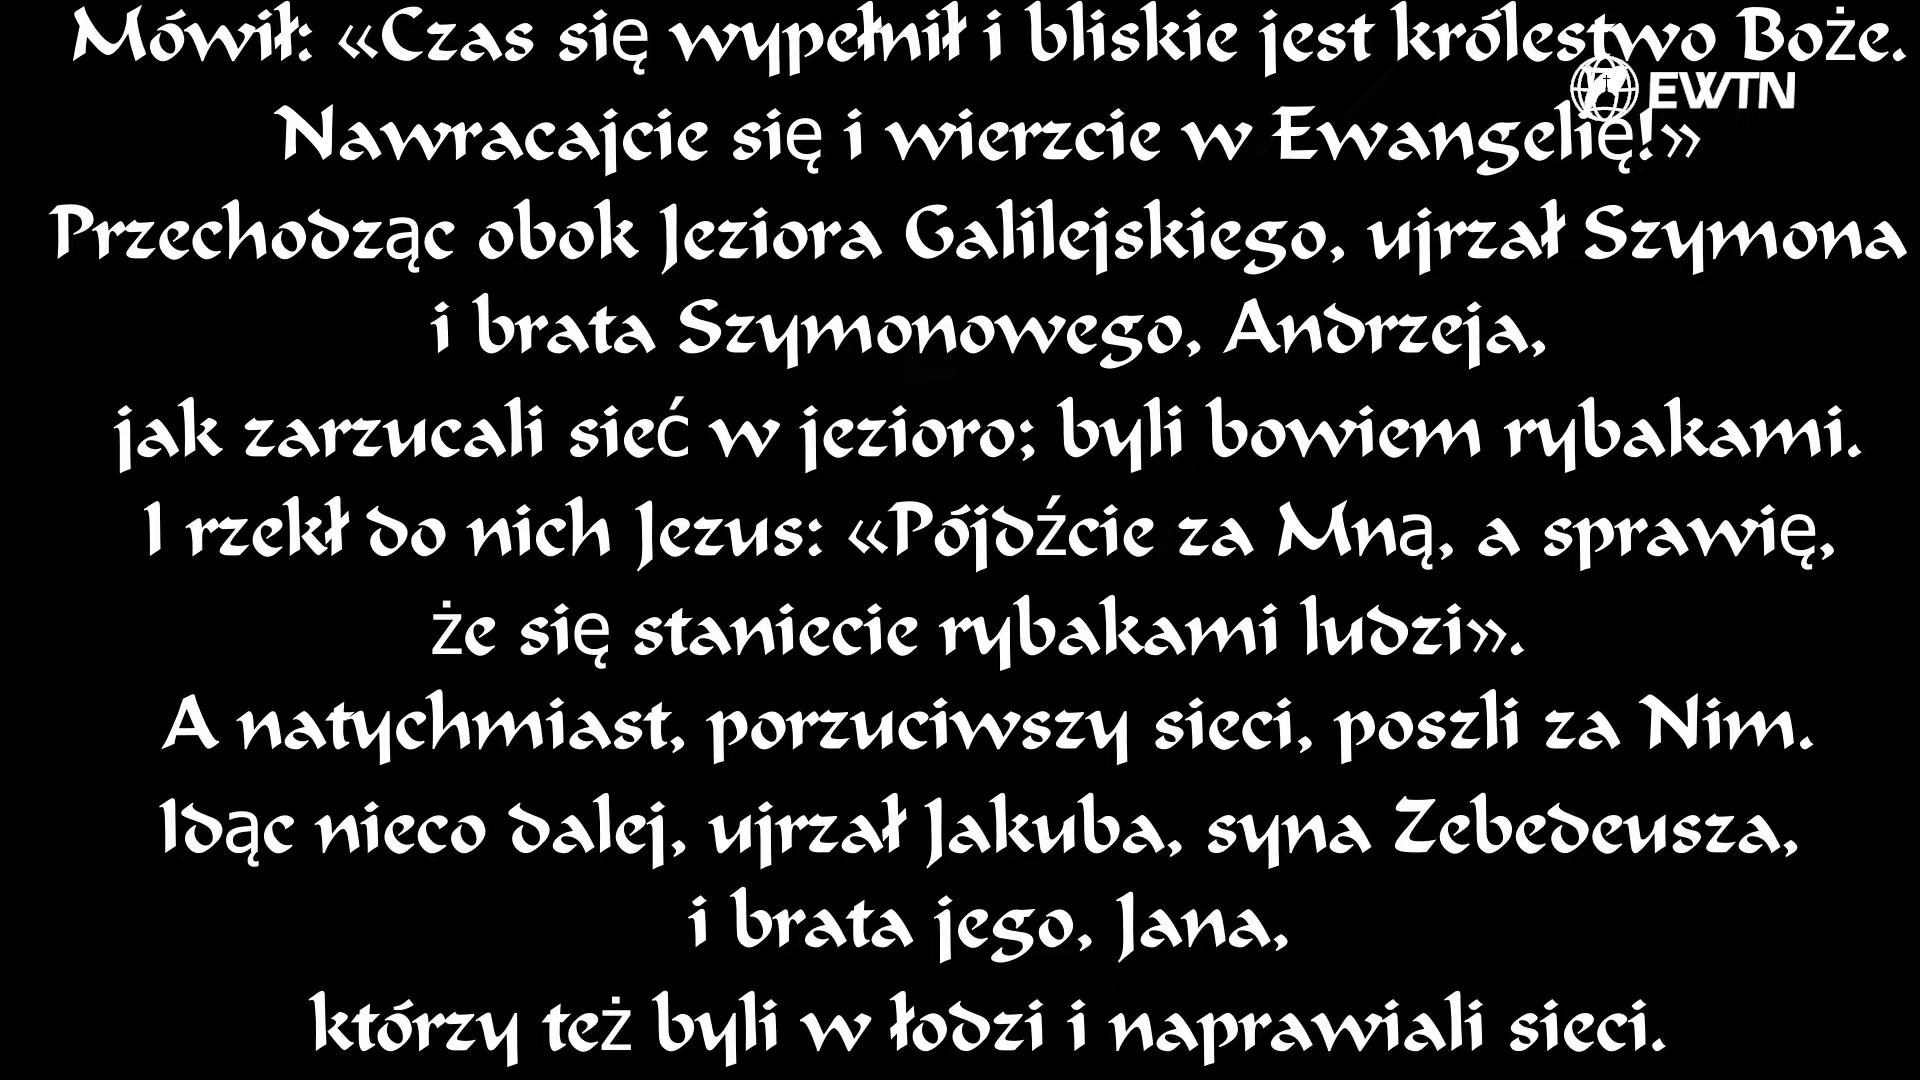 Mówił: «Czas się wypełnił i bliskie jest królestwo Boże.
EWTN
Nawracajcie się i wierzcie w Ewangelię!»
Przechodząc obok Jeziora Galilejskiego, ujrzał Szymona
i brata Szymonowego, Andrzeja,
jak zarzucali sieć w jezioro; byli bowiem rybakami.
I rzekł do nich Jezus: «Pójdźcie za Mną, a sprawię,
że się staniecie rybakami ludzi».
A natychmiast, porzuciwszy sieci, poszli za Nim.
Idąc nieco dalej, ujrzał Jakuba, syna Zebedeusza,
i brata jego, Jana,
którzy też byli w łodzi i naprawiali sieci.